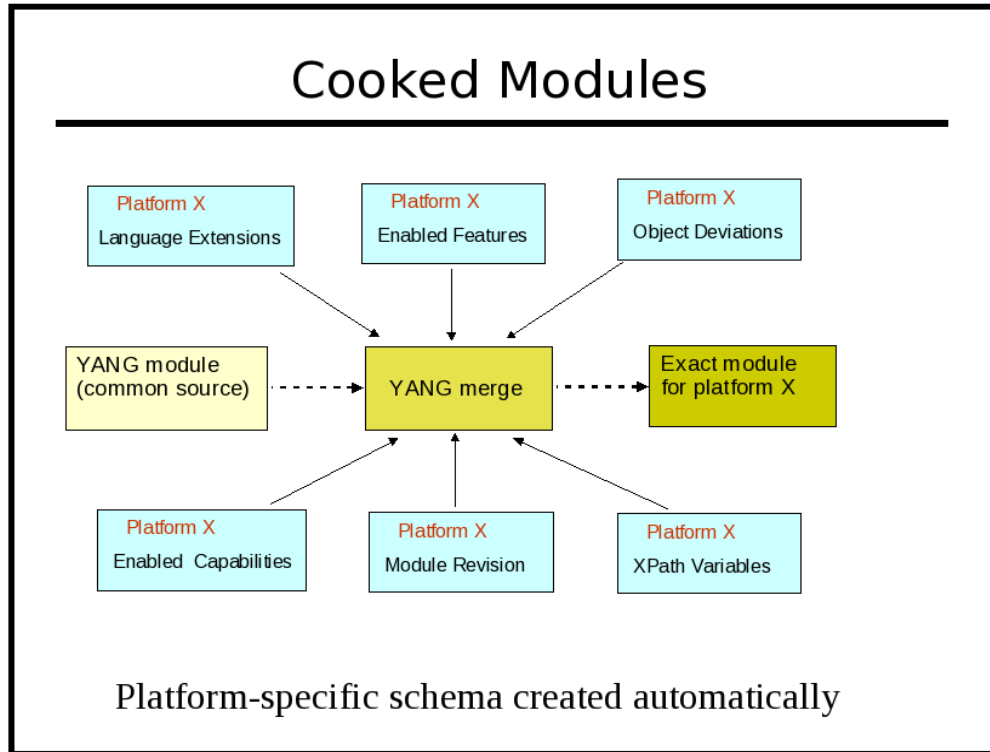 Cooked Modules
Platform X
Language Extensions
Platform X
Enabled Features
Platform X
Object Deviations
YANG module
(common source)
YANG merge
Exact module
for platform X
Platform X
Enabled Capabilities
Platform X
Module Revision
Platform X
XPath Variables
Platform-specific schema created automatically